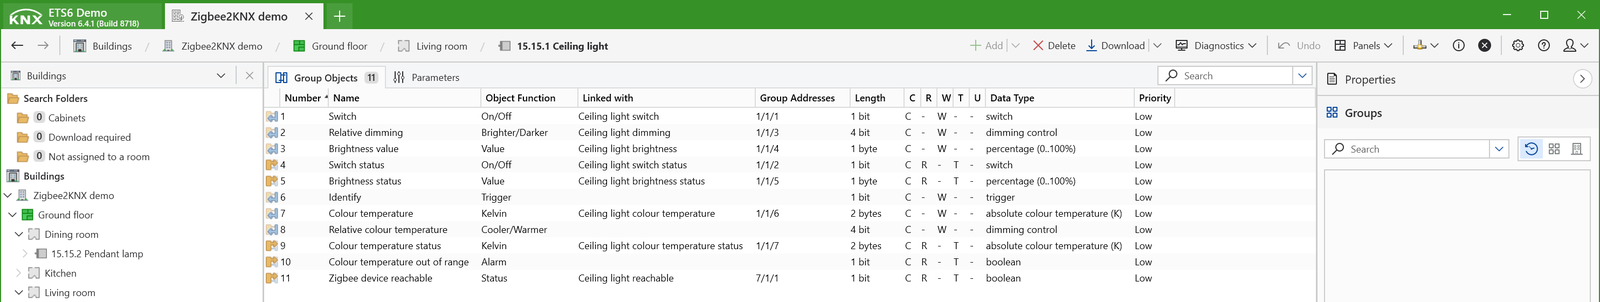 KNX ETS6 Demo
Version 6.4.1 (Build 8718)
Zigbee2KNX demo
Buildings / Zigbee2KNX demo / Ground floor / Living room / 15.15.1 Ceiling light
Add Delete Download Diagnostics Undo Panels
Buildings
Search Folders
0 Cabinets
0 Download required
0 Not assigned to a room
Buildings
Zigbee2KNX demo
Ground floor
Dining room
15.15.2 Pendant lamp
Kitchen
Living room
Group Objects 11 Parameters
Search
Number Name Object Function Linked with Group Addresses Length C R W T U Data Type Priority
1 Switch On/Off Ceiling light switch 1/1/1 1 bit C - W - - switch Low
2 Relative dimming Brighter/Darker Ceiling light dimming 1/1/3 4 bit C - W - - dimming control Low
3 Brightness value Value Ceiling light brightness 1/1/4 1 byte C - W - - percentage (0..100%) Low
4 Switch status On/Off Ceiling light switch status 1/1/2 1 bit C R - T - switch Low
5 Brightness status Value Ceiling light brightness status 1/1/5 1 byte C R - T - percentage (0..100%) Low
6 Identify Trigger 1 bit C - W - - trigger Low
7 Colour temperature Kelvin Ceiling light colour temperature 1/1/6 2 bytes C - W - - absolute colour temperature (K) Low
8 Relative colour temperature Cooler/Warmer 4 bit C - W - - dimming control Low
9 Colour temperature status Kelvin Ceiling light colour temperature status 1/1/7 2 bytes C R - T - absolute colour temperature (K) Low
10 Colour temperature out of range Alarm 1 bit C R - T - boolean Low
11 Zigbee device reachable Status Ceiling light reachable 7/1/1 1 bit C R - T - boolean Low
Properties
Groups
Search